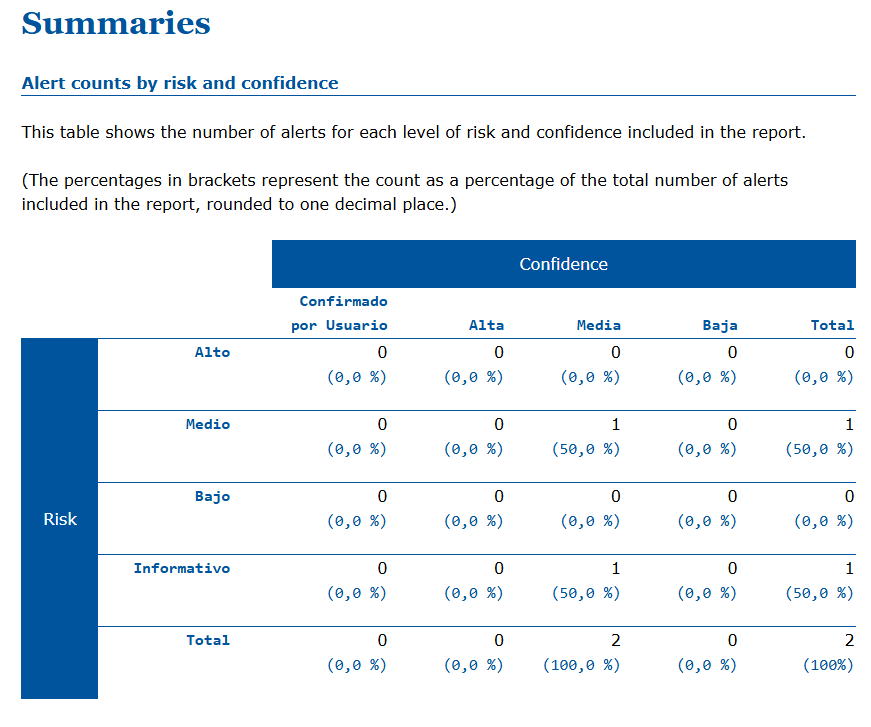 Summaries
Alert counts by risk and confidence
This table shows the number of alerts for each level of risk and confidence included in the report.
(The percentages in brackets represent the count as a percentage of the total number of alerts
included in the report, rounded to one decimal place.)
Confidence
Confirmado
por Usuario Alta Media Baja Total
Alto 0 0 0 0 0
(0,0 %) (0,0 %) (0,0 %) (0,0 %) (0,0 %)
Medio 0 0 1 0 1
(0,0 %) (0,0 %) (50,0 %) (0,0 %) (50,0 %)
Bajo 0 0 0 0 0
Risk (0,0 %) (0,0 %) (0,0 %) (0,0 %) (0,0 %)
Informativo 0 0 1 0 1
(0,0 %) (0,0 %) (50,0 %) (0,0 %) (50,0 %)
Total 0 0 2 0 2
(0,0 %) (0,0 %) (100,0 %) (0,0 %) (100%)